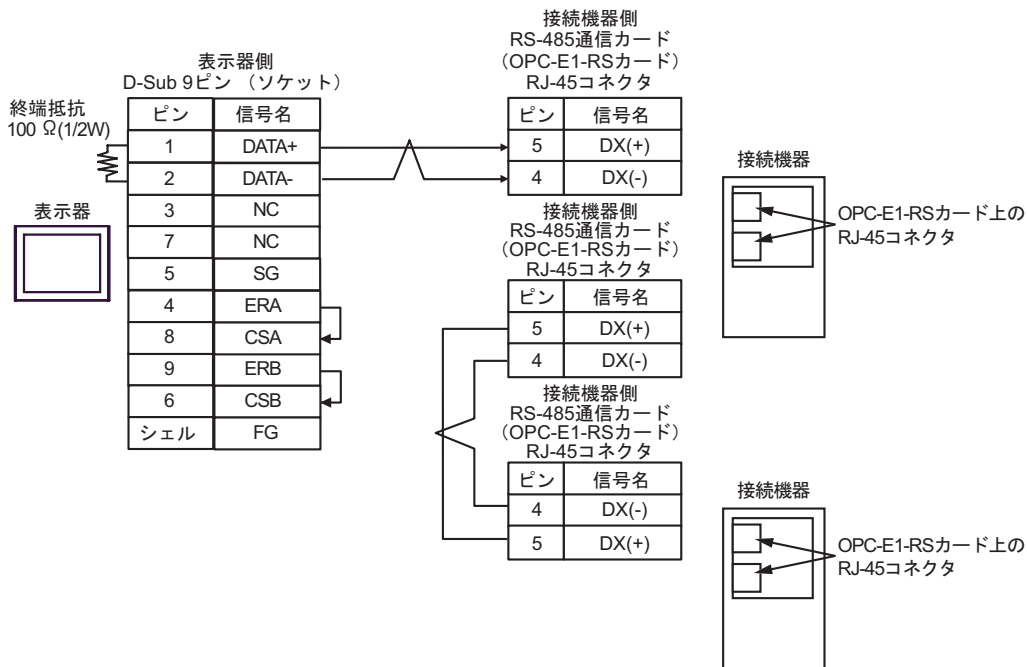 表示器側
D-Sub 9ピン （ソケット）
終端抵抗
100 Ω(1/2W)
表示器
ピン 信号名
1 DATA+
2 DATA-
3 NC
7 NC
5 SG
4 ERA
8 CSA
9 ERB
6 CSB
シェル FG
接続機器側
RS-485通信カード
（OPC-E1-RSカード）
RJ-45コネクタ
ピン 信号名
5 DX(+)
4 DX(-)
接続機器側
RS-485通信カード
（OPC-E1-RSカード）
RJ-45コネクタ
ピン 信号名
5 DX(+)
4 DX(-)
接続機器側
RS-485通信カード
（OPC-E1-RSカード）
RJ-45コネクタ
ピン 信号名
4 DX(-)
5 DX(+)
接続機器
OPC-E1-RSカード上の
RJ-45コネクタ
接続機器
OPC-E1-RSカード上の
RJ-45コネクタ